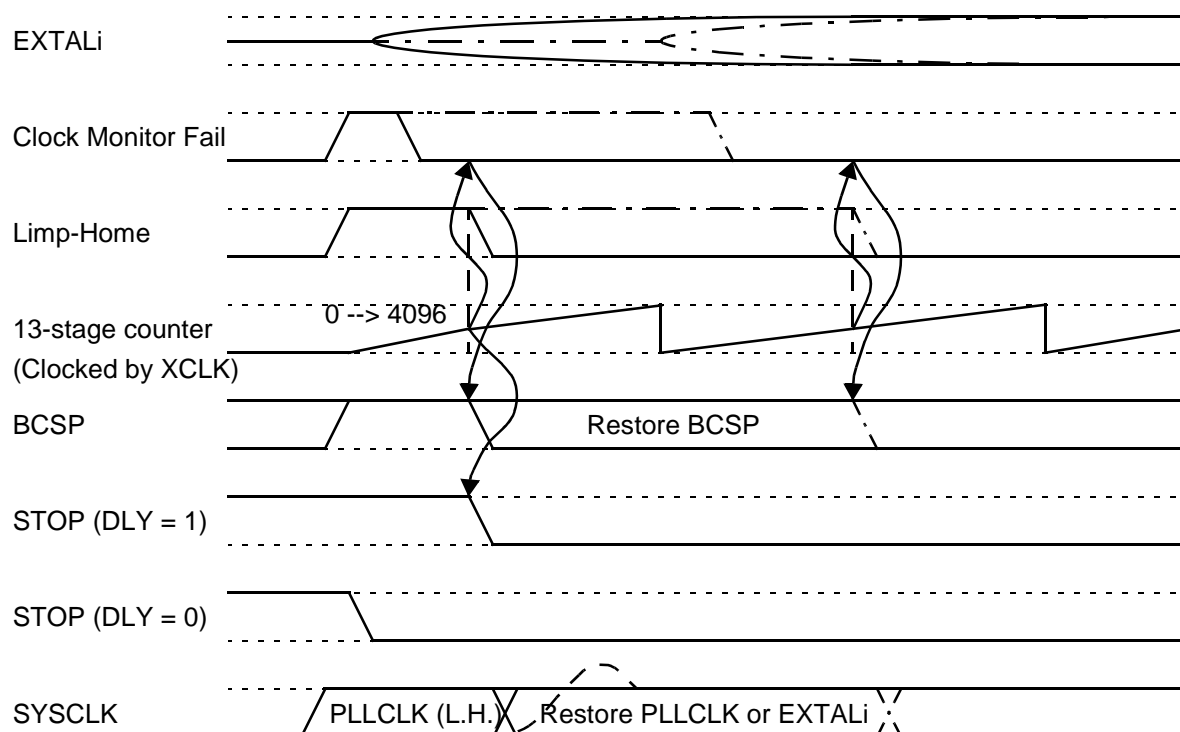 EXTALi
Clock Monitor Fail
Limp-Home
0 --> 4096
13-stage counter
(Clocked by XCLK)
BCSP
Restore BCSP
STOP (DLY = 1)
STOP (DLY = 0)
SYSCLK
PLLCLK (L.H.)
Restore PLLCLK or EXTALi